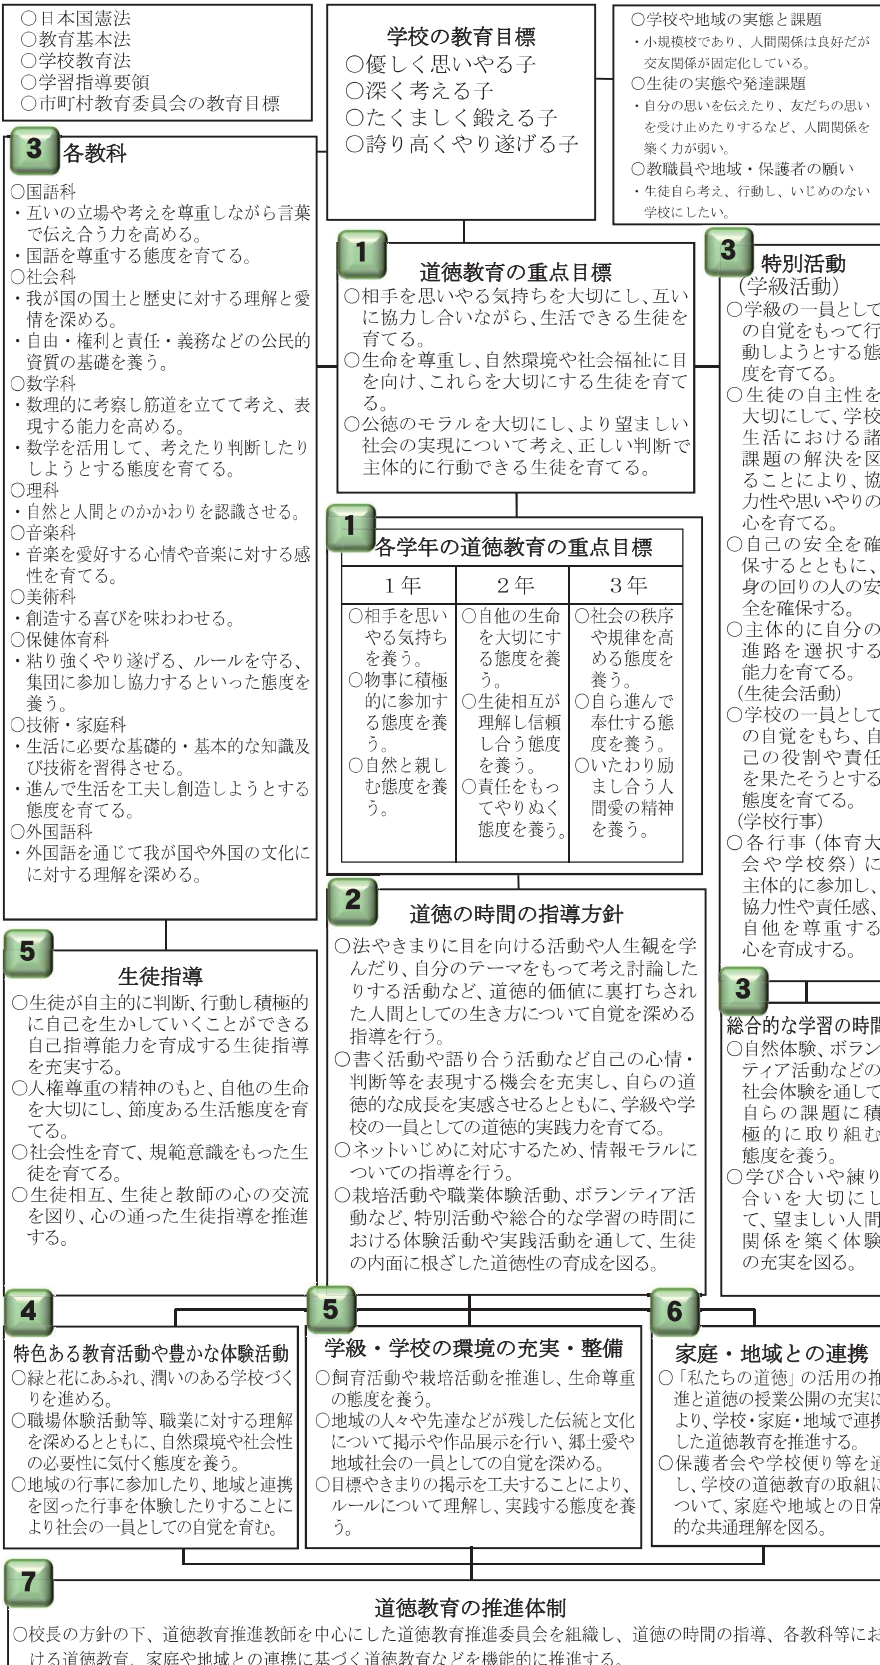 ○日本国憲法
○教育基本法
○学校教育法
○学習指導要領
○市町村教育委員会の教育目標
学校の教育目標
○優しく思いやる子
○深く考える子
○たくましく鍛える子
○誇り高くやり遂げる子
○学校や地域の実態と課題
・小規模校であり、人間関係は良好だが
交友関係が固定化している。
○生徒の実態や発達課題
・自分の思いを伝えたり、友だちの思い
を受け止めたりするなど、人間関係を
築く力が弱い。
○教職員や地域・保護者の願い
・生徒自ら考え、行動し、いじめのない
学校にしたい。
3 各教科
○国語科
・互いの立場や考えを尊重しながら言葉
で伝え合う力を高める。
・国語を尊重する態度を育てる。
○社会科
・我が国の国土と歴史に対する理解と愛
情を深める。
・自由・権利と責任・義務などの公民的
資質の基礎を養う。
○数学科
・数理的に考察し筋道を立てて考え、表
現する能力を高める。
・数学を活用して、考えたり判断したり
しようとする態度を育てる。
○理科
・自然と人間とのかかわりを認識させる。
○音楽科
・音楽を愛好する心情や音楽に対する感
性を育てる。
○美術科
・創造する喜びを味わわせる。
○保健体育科
・粘り強くやり遂げる、ルールを守る、
集団に参加し協力するといった態度を
養う。
○技術・家庭科
・生活に必要な基礎的・基本的な知識及
び技術を習得させる。
・進んで生活を工夫し創造しようとする
態度を育てる。
○外国語科
・外国語を通じて我が国や外国の文化に
に対する理解を深める。
1
道徳教育の重点目標
○相手を思いやる気持ちを大切にし、互い
に協力し合いながら、生活できる生徒を
育てる。
○生命を尊重し、自然環境や社会福祉に目
を向け、これらを大切にする生徒を育て
る。
○公徳のモラルを大切にし、より望ましい
社会の実現について考え、正しい判断で
主体的に行動できる生徒を育てる。
1
各学年の道徳教育の重点目標
1年
○相手を思い
やる気持ち
を養う。
○物事に積極
的に参加す
る態度を養
う。
○自然と親し
む態度を養
う。
2年
○自他の生命
を大切にす
る態度を養
う。
○生徒相互が
理解し信頼
し合う態度
を養う。
○責任をもっ
てやりぬく
態度を養う。
3年
○社会の秩序
や規律を高
める態度を
養う。
○自ら進んで
奉仕する態
度を養う。
○いたわり励
まし合う人
間愛の精神
を養う。
2
道徳の時間の指導方針
○法やきまりに目を向ける活動や人生観を学
んだり、自分のテーマをもって考え討論した
りする活動など、道徳的価値に裏打ちされ
た人間としての生き方について自覚を深める
指導を行う。
○書く活動や語り合う活動など自己の心情・
判断等を表現する機会を充実し、自らの道
徳的な成長を実感させるとともに、学級や学
校の一員としての道徳的実践力を育てる。
○ネットいじめに対応するため、情報モラルに
ついての指導を行う。
○栽培活動や職業体験活動、ボランティア活
動など、特別活動や総合的な学習の時間に
おける体験活動や実践活動を通して、生徒
の内面に根ざした道徳性の育成を図る。
3
特別活動
(学級活動)
○学級の一員として
の自覚をもって行
動しようとする態
度を育てる。
○生徒の自主性を
大切にして、学校
生活における諸
課題の解決を図
ることにより、協
力性や思いやりの
心を育てる。
○自己の安全を確
保するとともに、
身の回りの人の安
全を確保する。
○主体的に自分の
進路を選択する
能力を育てる。
(生徒会活動)
○学校の一員として
の自覚をもち、自
己の役割や責任
を果たそうとする
態度を育てる。
(学校行事)
○各行事(体育大
会や学校祭)に
主体的に参加し、
協力性や責任感、
自他を尊重する
心を育成する。
3
総合的な学習の時間
○自然体験、ボラン
ティア活動などの
社会体験を通して
自らの課題に積
極的に取り組む
態度を養う。
○学び合いや練り
合いを大切にし
て、望ましい人間
関係を築く体験
の充実を図る。
5
生徒指導
○生徒が自主的に判断、行動し積極的
に自己を生かしていくことができる
自己指導能力を育成する生徒指導
を充実する。
○人権尊重の精神のもと、自他の生命
を大切にし、節度ある生活態度を育
てる。
○社会性を育て、規範意識をもった生
徒を育てる。
○生徒相互、生徒と教師の心の交流
を図り、心の通った生徒指導を推進
する。
4
特色ある教育活動や豊かな体験活動
○緑と花にあふれ、潤いのある学校づく
りを進める。
○職場体験活動等、職業に対する理解
を深めるとともに、自然環境や社会性
の必要性に気付く態度を養う。
○地域の行事に参加したり、地域と連携
を図った行事を体験したりすることに
より社会の一員としての自覚を育む。
5
学級・学校の環境の充実・整備
○飼育活動や栽培活動を推進し、生命尊重
の態度を養う。
○地域の人々や先達などが残した伝統と文化
について掲示や作品展示を行い、郷土愛や
地域社会の一員としての自覚を深める。
○目標やきまりの掲示を工夫することにより、
ルールについて理解し、実践する態度を養
う。
6
家庭・地域との連携
○「私たちの道徳」の活用の推
進と道徳の授業公開の充実に
より、学校・家庭・地域で連携
した道徳教育を推進する。
○保護者会や学校便り等を通
し、学校の道徳教育の取組に
ついて、家庭や地域との日常
的な共通理解を図る。
7
道徳教育の推進体制
○校長の方針の下、道徳教育推進教師を中心にした道徳教育推進委員会を組織し、道徳の時間の指導、各教科等にお
ける道徳教育、家庭や地域との連携に基づく道徳教育などを機能的に推進する。